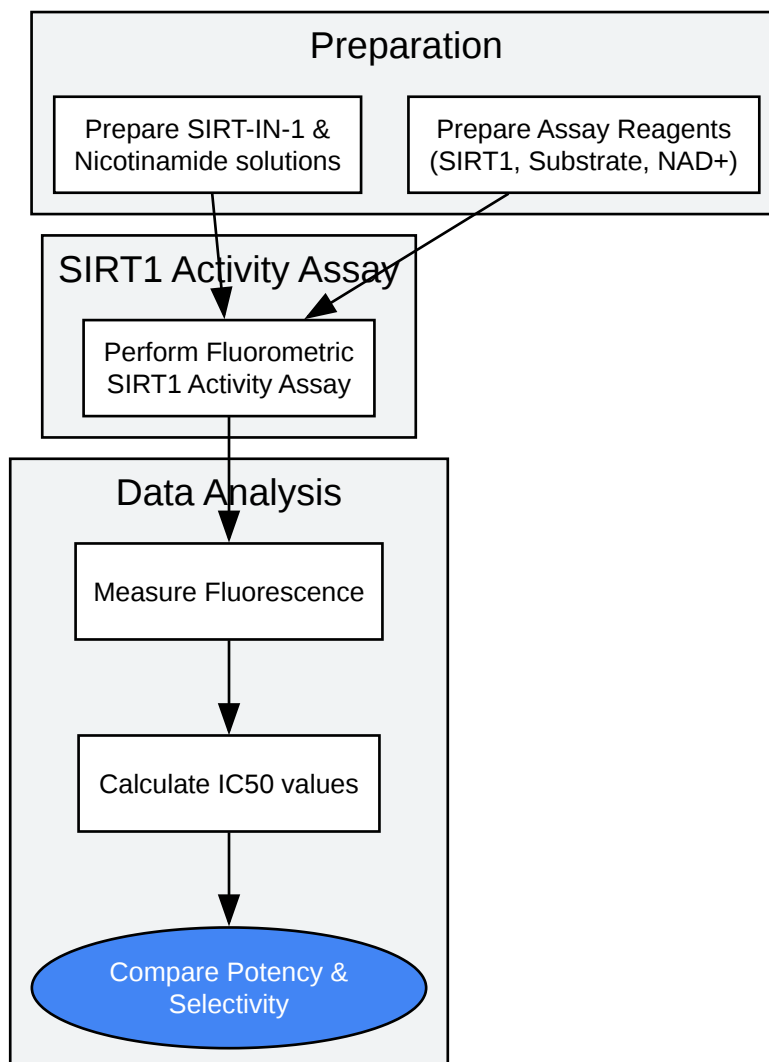 Preparation
Prepare SIRT-IN-1 &
Nicotinamide solutions
Prepare Assay Reagents
(SIRT1, Substrate, NAD+)
SIRT1 Activity Assay
Perform Fluorometric
SIRT1 Activity Assay
Data Analysis
Measure Fluorescence
Calculate IC50 values
Compare Potency &
Selectivity